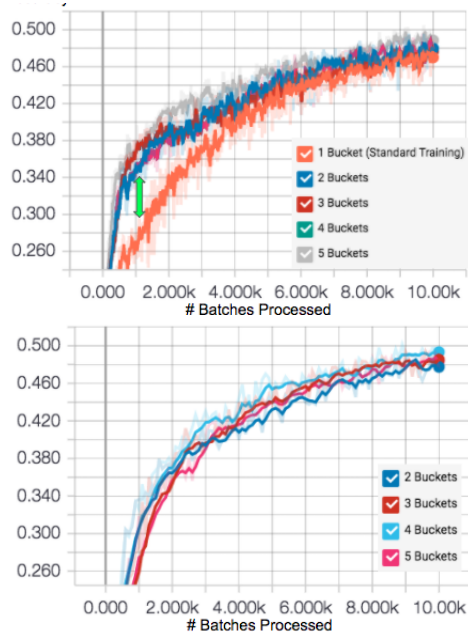 0.500
0.460
0.420
0.380
0.340
0.300
0.260
1 Bucket (Standard Training)
2 Buckets
3 Buckets
4 Buckets
5 Buckets
0.000 2.000k 4.000k 6.000k 8.000k 10.00k
# Batches Processed
0.500
0.460
0.420
0.380
0.340
0.300
0.260
2 Buckets
3 Buckets
4 Buckets
5 Buckets
0.000 2.000k 4.000k 6.000k 8.000k 10.00k
# Batches Processed